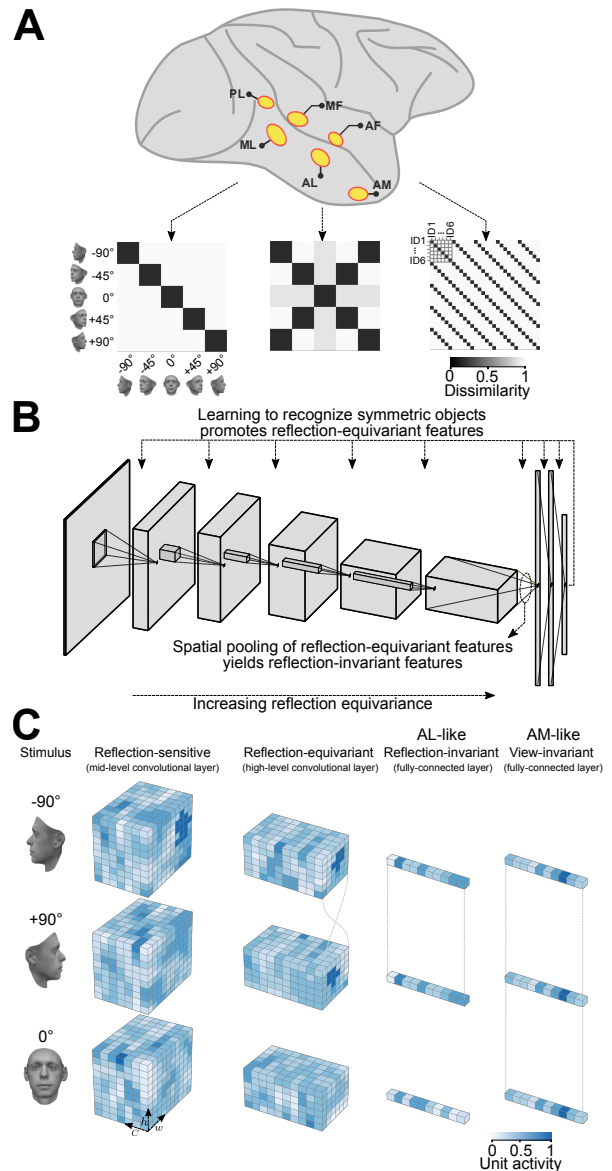 A
PL
MF
AF
ML
AL
AM
ID1
...
ID6
ID1
...
ID6
-90°
-45°
0°
+45°
+90°
-90°
-45°
0°
+45°
+90°
0 0.5 1
Dissimilarity
B
Learning to recognize symmetric objects
promotes reflection-equivariant features
Spatial pooling of reflection-equivariant features
yields reflection-invariant features
Increasing reflection equivariance
C
Stimulus
Reflection-sensitive
(mid-level convolutional layer)
Reflection-equivariant
(high-level convolutional layer)
AL-like
Reflection-invariant
(fully-connected layer)
AM-like
View-invariant
(fully-connected layer)
-90°
+90°
0°
h
c
w
0 0.5 1
Unit activity